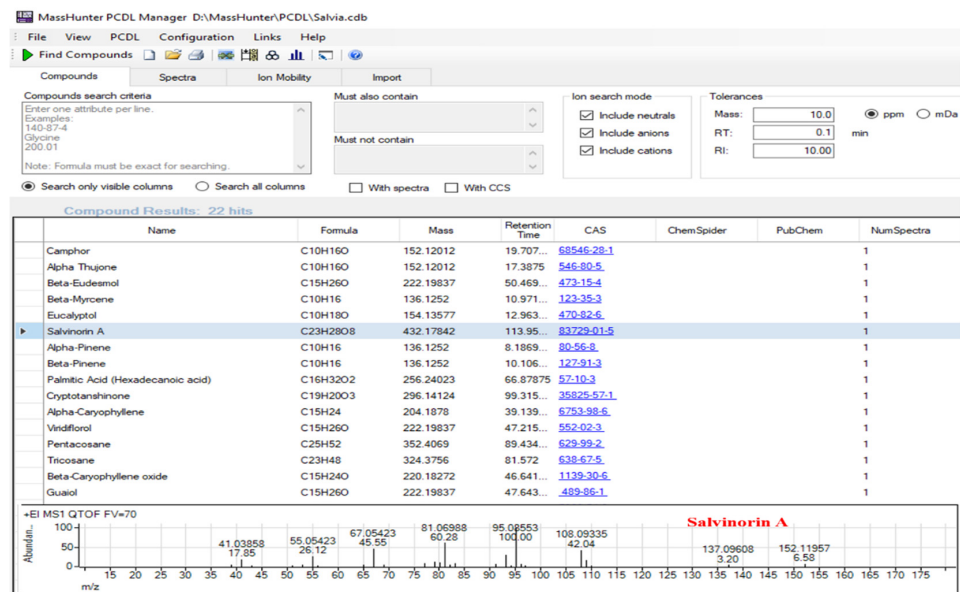 MassHunter PCDL Manager D:\MassHunter\PCDL\Salvia.cdb
File View PCDL Configuration Links Help
Find Compounds
Compounds Spectra Ion Mobility Import
Compounds search criteria Must also contain Ion search mode Tolerances
Enter one attribute per line.
Examples:
140-87-4
Glycine
200.01
Note: Formula must be exact for searching.
Must not contain
Include neutrals
Include anions
Include cations
Mass: 10.0 ppm mDa
RT: 0.1 min
RI: 10.00
Search only visible columns Search all columns With spectra With CCS
Compound Results: 22 hits
Name Formula Mass Retention Time CAS ChemSpider PubChem NumSpectra
Camphor C10H16O 152.12012 19.707... 68546-28-1 1
Alpha Thujone C10H16O 152.12012 17.3875 546-80-5 1
Beta-Eudesmol C15H26O 222.19837 50.469... 473-15-4 1
Beta-Myrcene C10H16 136.1252 10.971... 123-35-3 1
Eucalyptol C10H18O 154.13577 12.963... 470-82-6 1
Salvinorin A C23H28O8 432.17842 113.95... 83729-01-5 1
Alpha-Pinene C10H16 136.1252 8.1869... 80-56-8 1
Beta-Pinene C10H16 136.1252 10.106... 127-91-3 1
Palmitic Acid (Hexadecanoic acid) C16H32O2 256.24023 66.87875 57-10-3 1
Cryptotanshinone C19H20O3 296.14124 99.315... 35825-57-1 1
Alpha-Caryophyllene C15H24 204.1878 39.139... 6753-98-6 1
Viridiflorol C15H26O 222.19837 47.215... 552-02-3 1
Pentacosane C25H52 352.4069 89.434... 629-99-2 1
Tricosane C23H48 324.3756 81.572 638-67-5 1
Beta-Caryophyllene oxide C15H24O 220.18272 46.641... 1139-30-6 1
Guaiol C15H26O 222.19837 47.643... 489-86-1 1
+EI MS1 QTOF FV=70
Salvinorin A
Abundan...
100
50
0
41.03858
17.85
55.05423
26.12
67.05423
45.55
81.06988
60.28
95.08553
100.00
108.09335
42.04
137.09608
3.20
152.11957
6.58
15 20 25 30 35 40 45 50 55 60 65 70 75 80 85 90 95 100 105 110 115 120 125 130 135 140 145 150 155 160 165 170 175
m/z